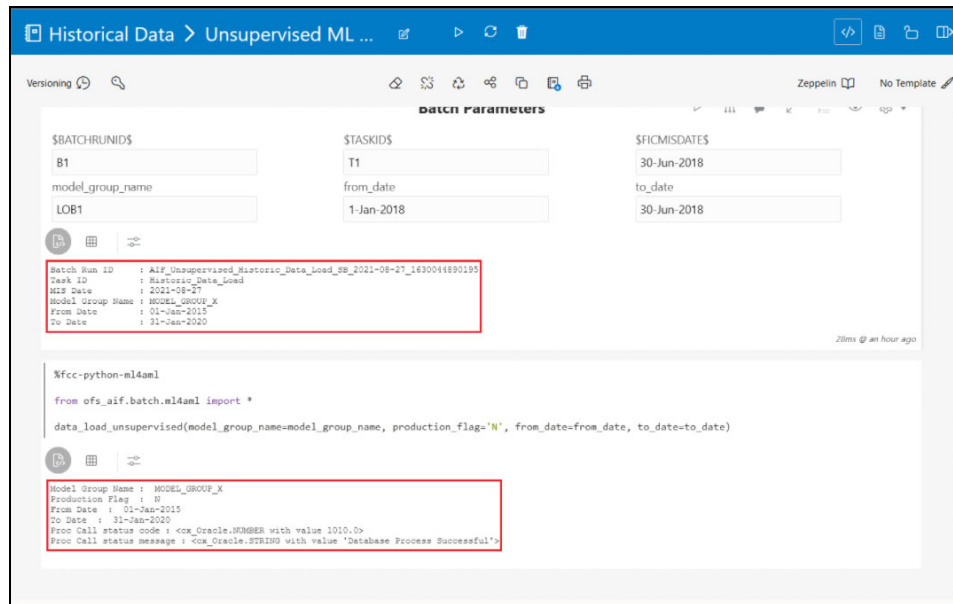 Historical Data > Unsupervised ML ...
Versioning
Zeppelin
No Template
Batch Parameters
$BATCHRUNID$ $TASKID$ $FICMISDATE$
B1 T1 30-Jun-2018
model_group_name from_date to_date
LOB1 1-Jan-2018 30-Jun-2018
Batch Run ID : AIF_Unsupervised_Historic_Data_Load_SB_2021-08-27_1630044890195
Task ID : Historic_Data_Load
MIS Date : 2021-08-27
Model Group Name : MODEL_GROUP_X
From Date : 01-Jan-2015
To Date : 31-Jan-2020
28ms @ an hour ago
%fcc-python-ml4aml
from ofs_aif.batch.ml4aml import *
data_load_unsupervised(model_group_name=model_group_name, production_flag='N', from_date=from_date, to_date=to_date)
Model Group Name : MODEL_GROUP_X
Production Flag : N
From Date : 01-Jan-2015
To Date : 31-Jan-2020
Proc Call status code : <cx_Oracle.NUMBER with value 1010.0>
Proc Call status message : <cx_Oracle.STRING with value 'Database Process Successful'>